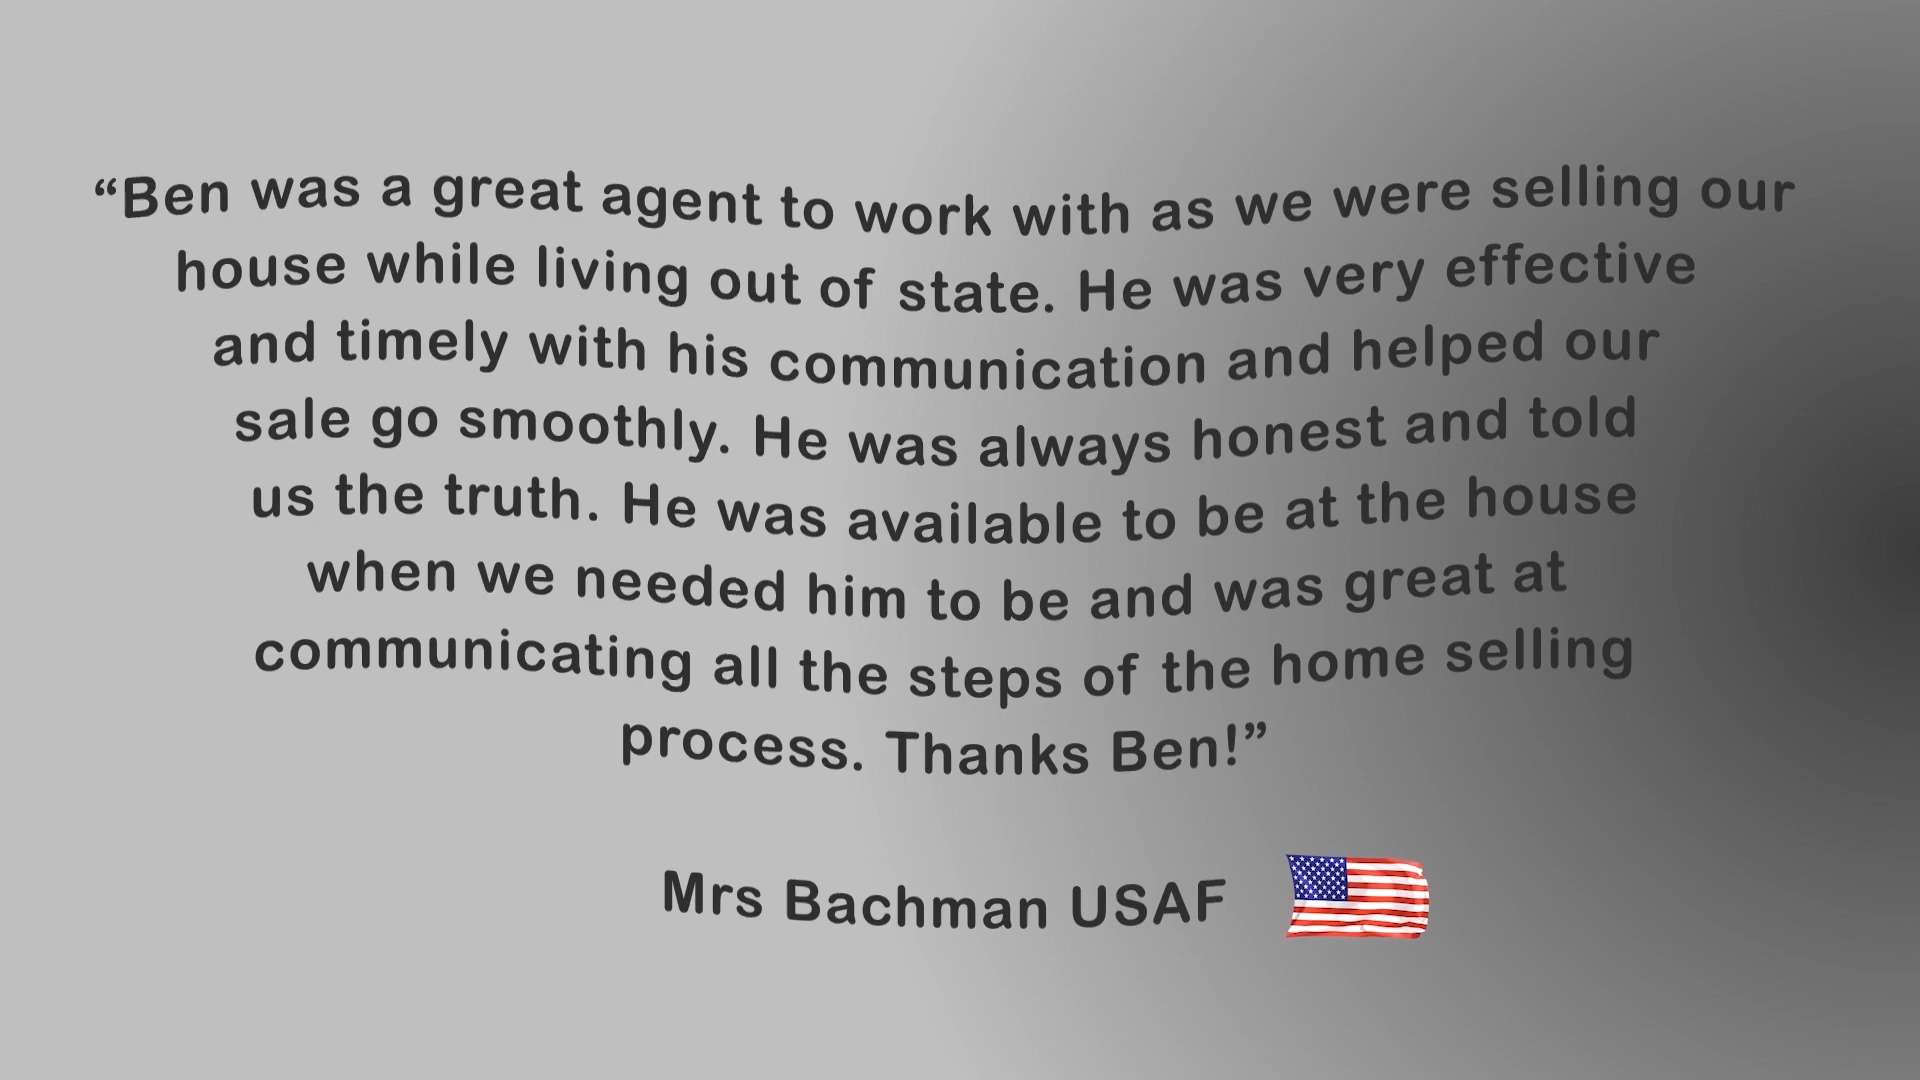 “Ben was a great agent to work with as we were selling our
house while living out of state. He was very effective
and timely with his communication and helped our
sale go smoothly. He was always honest and told
us the truth. He was available to be at the house
when we needed him to be and was great at
communicating all the steps of the home selling
process. Thanks Ben!”
Mrs Bachman USAF